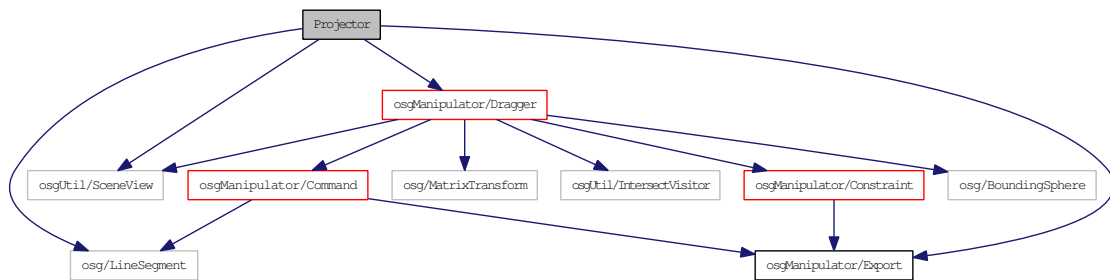 Projector
osgManipulator/Dragger
osgUtil/SceneView
osgManipulator/Command
osg/MatrixTransform
osgUtil/IntersectVisitor
osgManipulator/Constraint
osg/BoundingSphere
osg/LineSegment
osgManipulator/Export